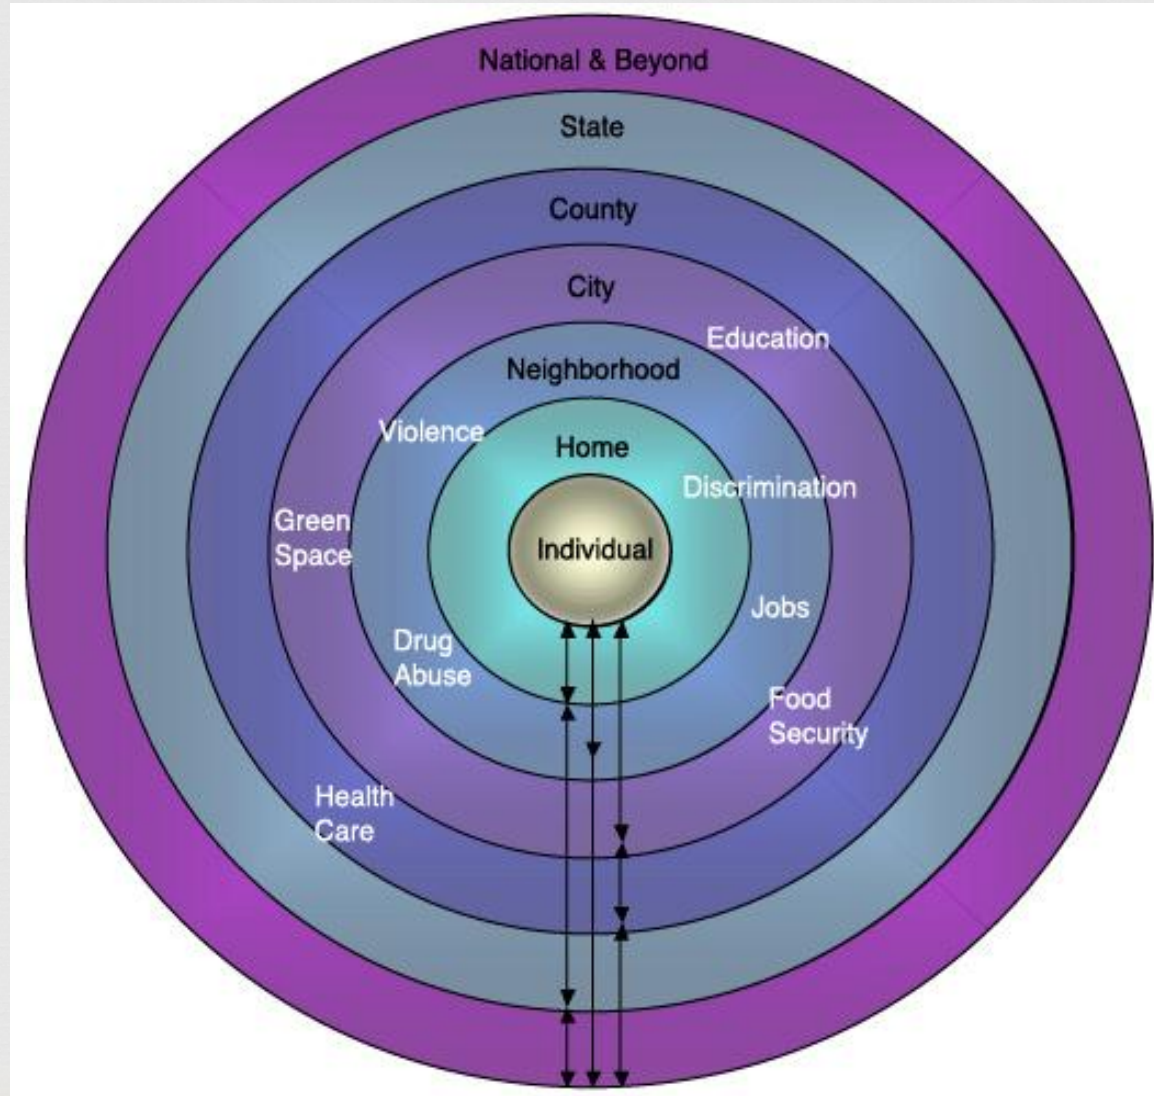 National & Beyond
State
County
City
Education
Neighborhood
Violence
Home
Discrimination
Green
Space
Individual
Jobs
Drug
Abuse
Food
Security
Health
Care